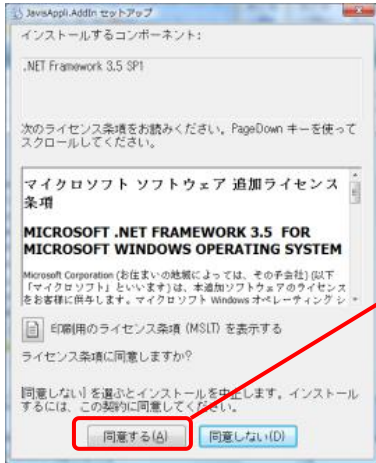 JavaAppli.AddIn セットアップ
インストールするコンポーネント:
.NET Framework 3.5 SP1
次のライセンス条項をお読みください。PageDown キーを使って
スクロールしてください。
マイクロソフト ソフトウェア 追加ライセンス
条項
MICROSOFT .NET FRAMEWORK 3.5 FOR
MICROSOFT WINDOWS OPERATING SYSTEM
Microsoft Corporation (お住まいの地域によっては、その子会社) (以下
「マイクロソフト」といいます) は、本追加ソフトウェアのライセンス
をお客様に供与します。マイクロソフト Windows オペレーティング シ
印刷用のライセンス条項 (MSLT) を表示する
ライセンス条項に同意しますか?
[同意しない] を選ぶとインストールを中止します。インストール
するには、この契約に同意してください。
同意する(A)
同意しない(D)